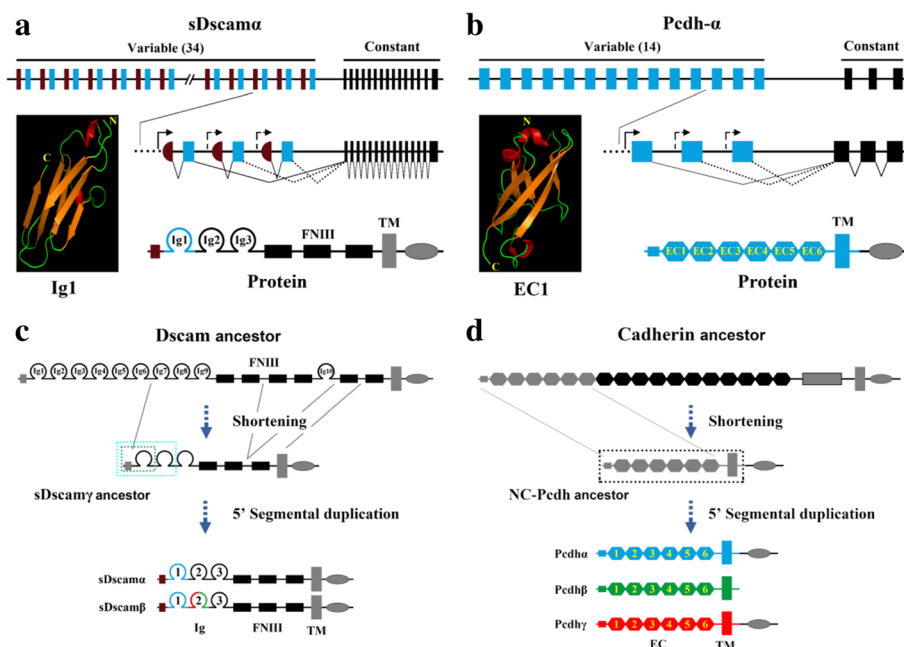 a
sDscamα
Variable (34)
Constant
N
C
Ig1
Ig1 Ig2 Ig3
FNIII
TM
Protein
b
Pcdh-α
Variable (14)
Constant
N
C
EC1
EC1 EC2 EC3 EC4 EC5 EC6
TM
Protein
c
Dscam ancestor
Ig1 Ig2 Ig3 Ig4 Ig5 Ig6 Ig7 Ig8 Ig9
FNIII
Ig10
Shortening
sDscamγ ancestor
5' Segmental duplication
sDscamα
1 2 3
sDscamβ
1 2 3
Ig FNIII TM
d
Cadherin ancestor
Shortening
NC-Pcdh ancestor
5' Segmental duplication
Pcdhα
1 2 3 4 5 6
Pcdhβ
1 2 3 4 5 6
Pcdhγ
1 2 3 4 5 6
EC TM